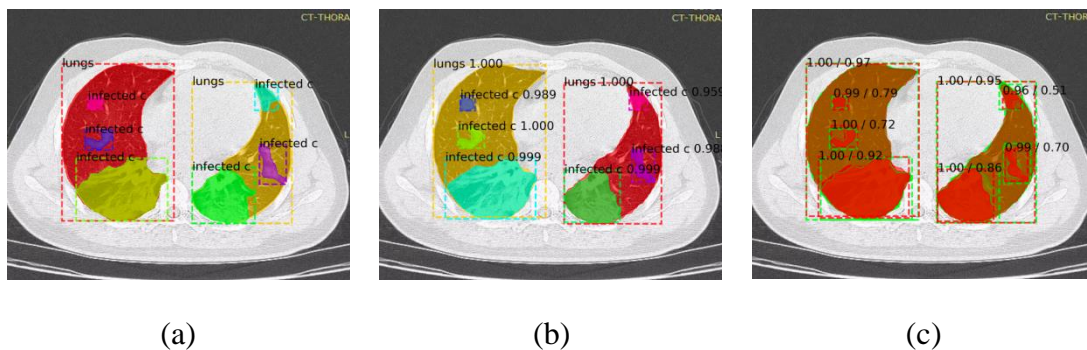 CT-THORA
lungs
lungs
infected c
infected c
infected c
infected c
infected c
infected c
L
(a)
CT-THORA
lungs 1.000
lungs 1.000
infected c 0.959
infected c 0.989
infected c 1.000
infected c 0.988
infected c 0.999
infected c 0.999
(b)
CT-THORA
1.00 / 0.97
1.00 / 0.95
0.96 / 0.51
0.99 / 0.79
1.00 / 0.72
0.99 / 0.70
1.00 / 0.92
1.00 / 0.86
L
(c)